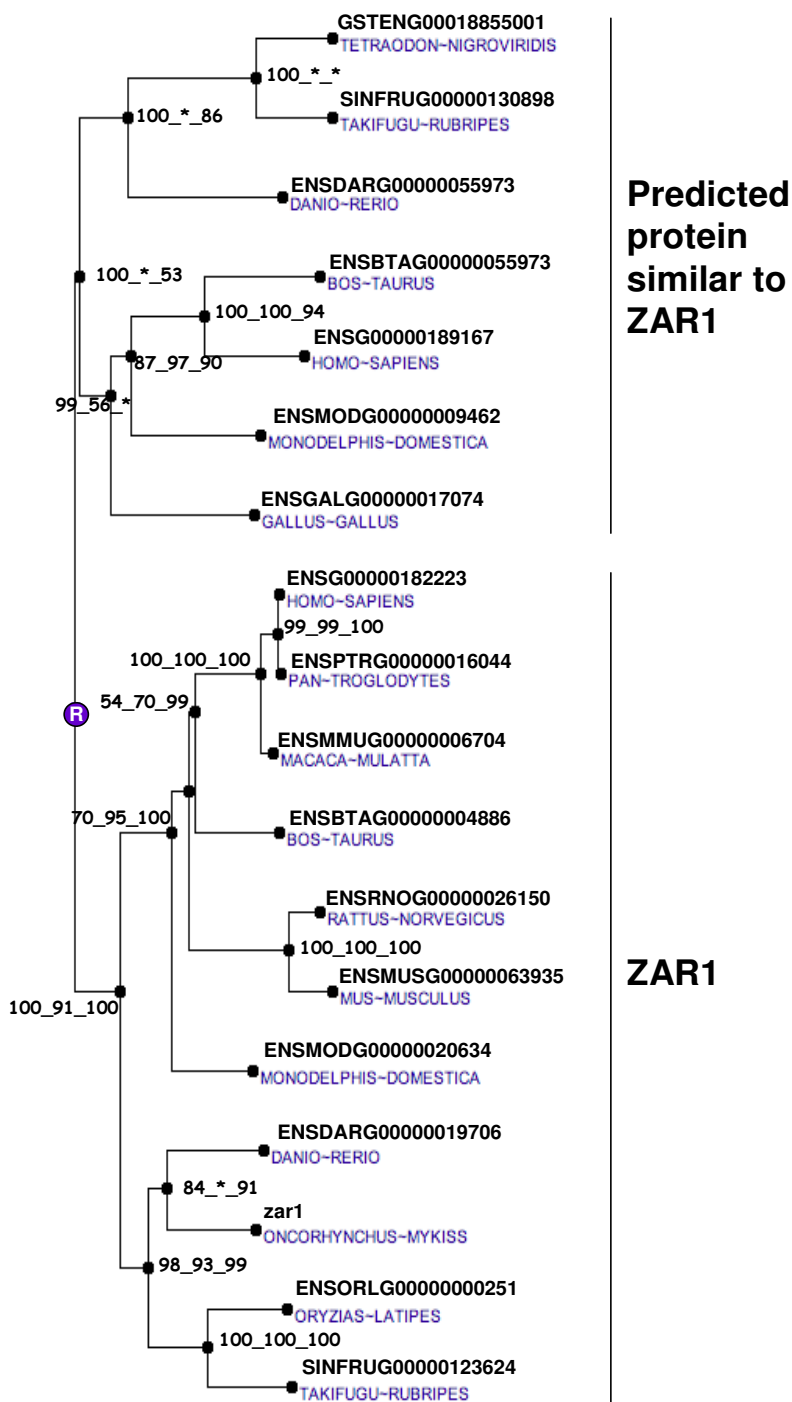 GSTENG00018855001
TETRAODON~NIGROVIRIDIS
100_*_*
SINFRUG00000130898
100_*_86
TAKIFUGU~RUBRIPES
ENSDARG00000055973
DANIO~RERIO
Predicted
protein
similar to
ZAR1
ENSBTAG00000055973
100_*_53
BOS~TAURUS
100_100_94
ENSG00000189167
87_97_90
HOMO~SAPIENS
99_56_*
ENSMODG00000009462
MONODELPHIS~DOMESTICA
ENSGALG00000017074
GALLUS~GALLUS
ENSG00000182223
HOMO~SAPIENS
99_99_100
100_100_100
ENSPTRG00000016044
PAN~TROGLODYTES
54_70_99
R
ENSMMUG00000006704
MACACA~MULATTA
70_95_100
ENSBTAG00000004886
BOS~TAURUS
ENSRNOG00000026150
RATTUS~NORVEGICUS
100_100_100
ENSMUSG00000063935
MUS~MUSCULUS
ZAR1
100_91_100
ENSMODG00000020634
MONODELPHIS~DOMESTICA
ENSDARG00000019706
DANIO~RERIO
84_*_91
zar1
ONCORHYNCHUS~MYKISS
98_93_99
ENSORLG00000000251
ORYZIAS~LATIPES
100_100_100
SINFRUG00000123624
TAKIFUGU~RUBRIPES